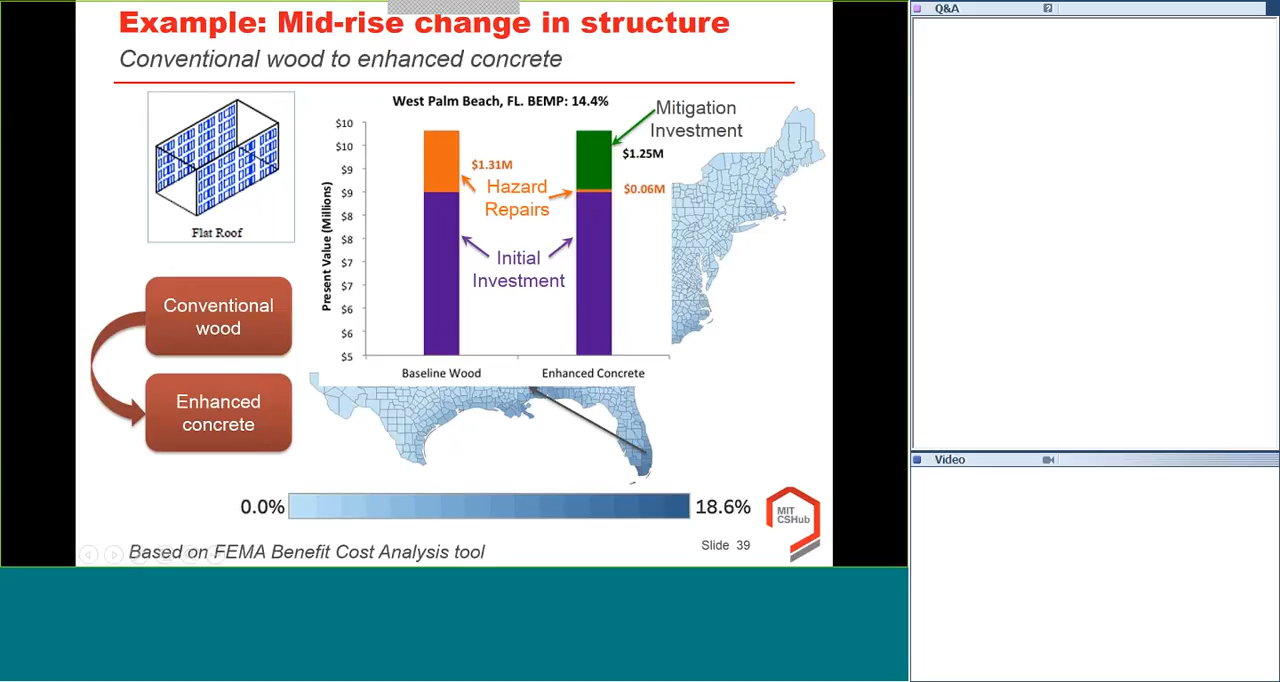 Example: Mid-rise change in structure
Conventional wood to enhanced concrete
Flat Roof
Conventional
wood
Enhanced
concrete
West Palm Beach, FL. BEMP: 14.4%
Present Value (Millions)
$10
$10
$9
$9
$8
$8
$7
$7
$6
$6
$5
$1.31M
Hazard
Repairs
Initial
Investment
Mitigation
Investment
$1.25M
$0.06M
Baseline Wood
Enhanced Concrete
0.0%
18.6%
MIT
CSHub
Slide 39
Based on FEMA Benefit Cost Analysis tool
Q&A
?
Video